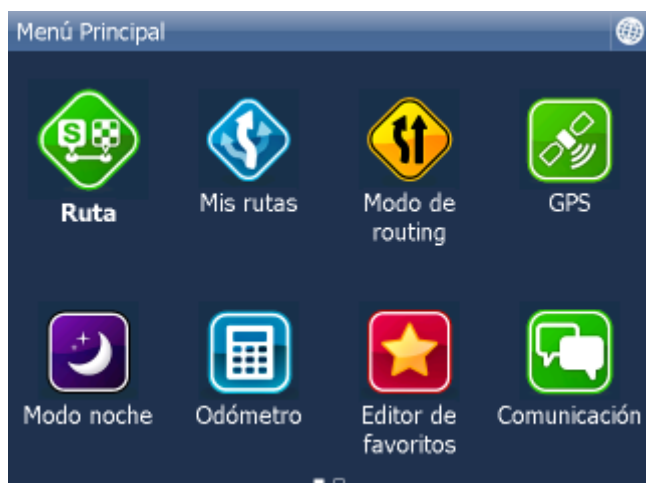 Menú Principal
S
Ruta
Mis rutas
Modo de
routing
GPS
Modo noche
Odómetro
Editor de
favoritos
Comunicación